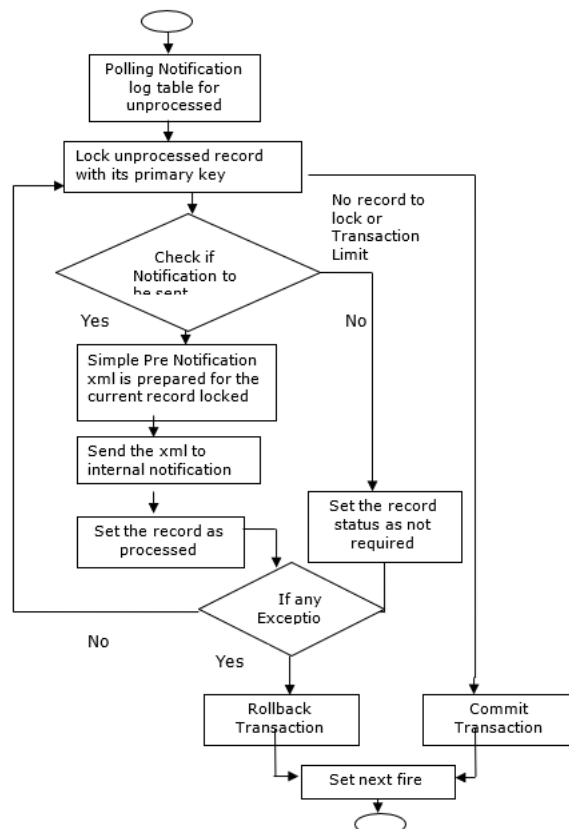 Polling Notification
log table for
unprocessed
Lock unprocessed record
with its primary key
No record to
lock or
Transaction
Limit
Check if
Notification to
be sent
Yes
No
Simple Pre Notification
xml is prepared for the
current record locked
Send the xml to
internal notification
Set the record as
processed
Set the record
status as not
required
If any
Exceptio
No
Yes
Rollback
Transaction
Commit
Transaction
Set next fire